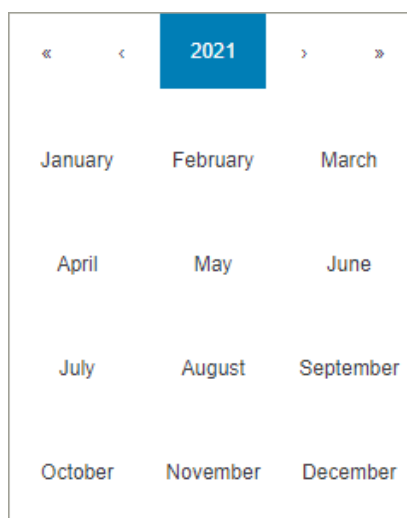 « ‹ 2021 › »
January February March
April May June
July August September
October November December